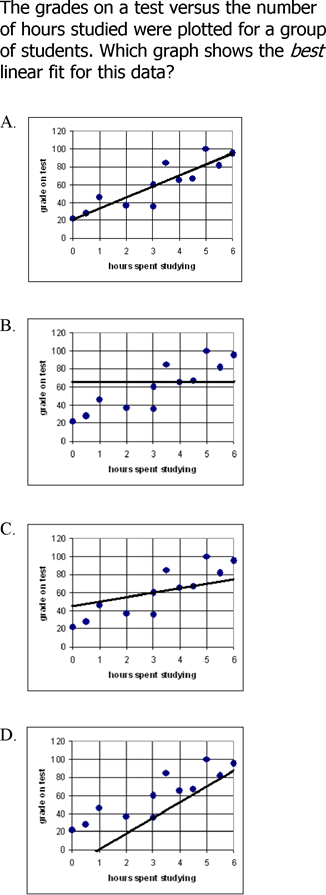 The grades on a test versus the number
of hours studied were plotted for a group
of students. Which graph shows the best
linear fit for this data?
A.
grade on test
120
100
80
60
40
20
0
0 1 2 3 4 5 6
hours spent studying
B.
grade on test
120
100
80
60
40
20
0
0 1 2 3 4 5 6
hours spent studying
C.
grade on test
120
100
80
60
40
20
0
0 1 2 3 4 5 6
hours spent studying
D.
grade on test
120
100
80
60
40
20
0
0 1 2 3 4 5 6
hours spent studying